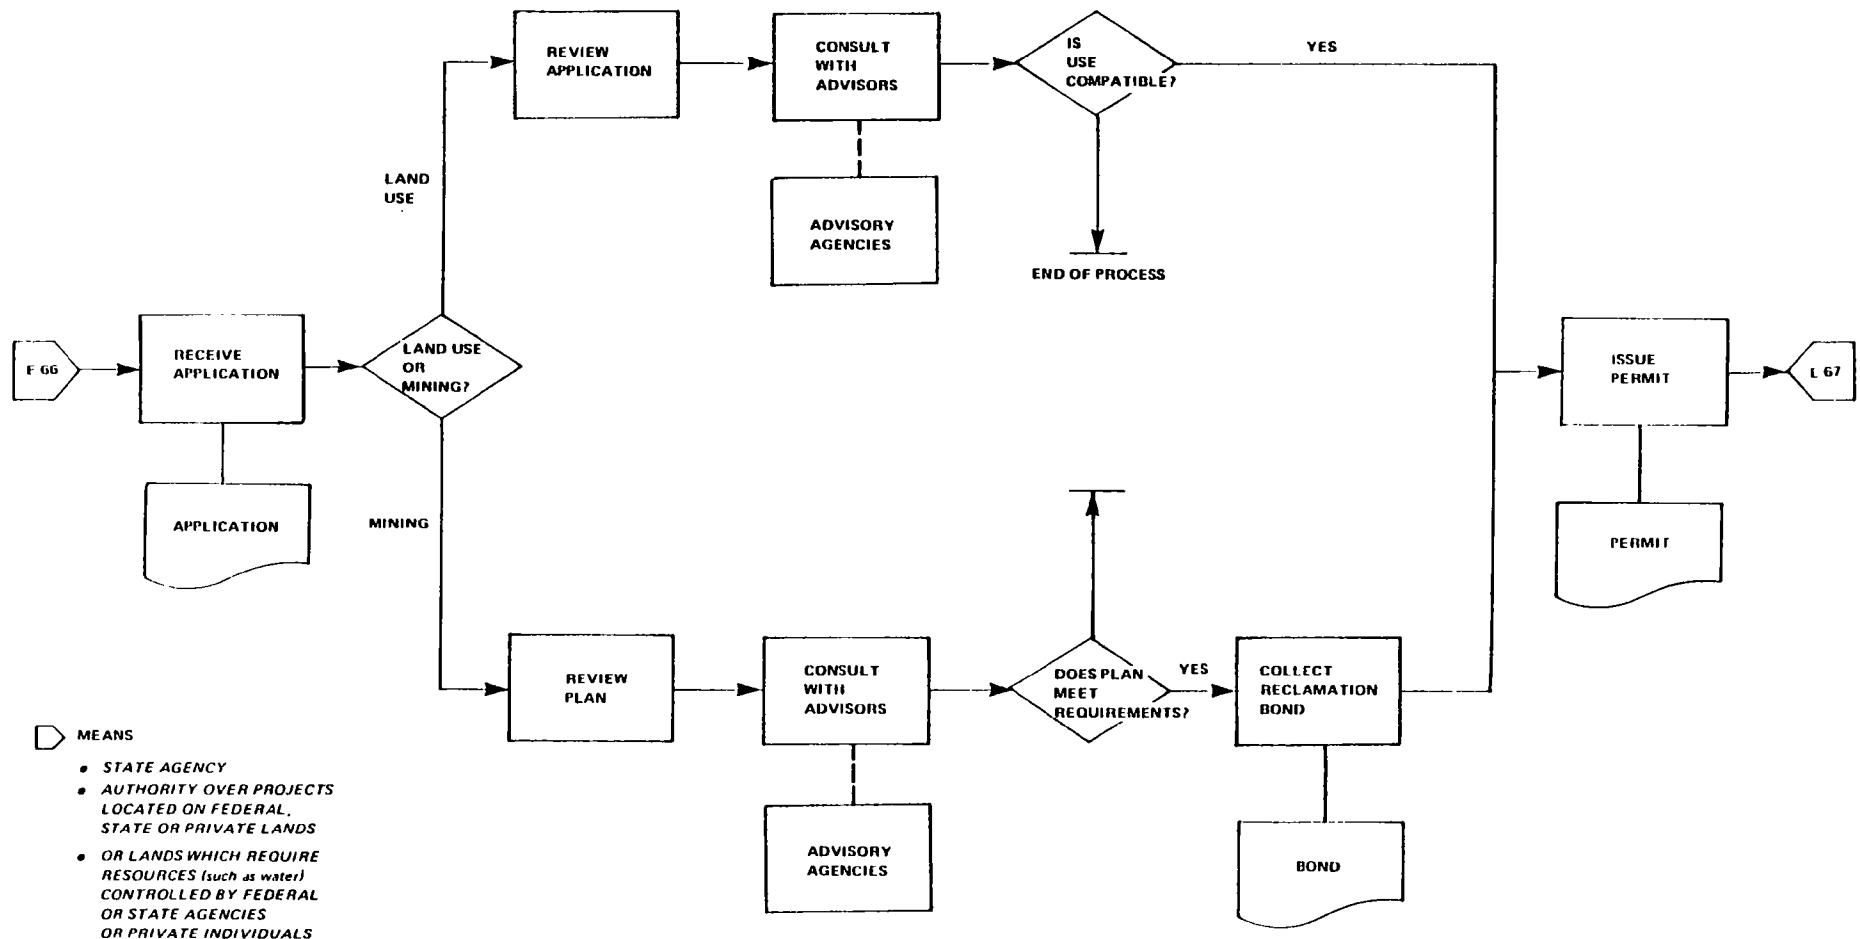 REVIEW
APPLICATION
CONSULT
WITH
ADVISORS
IS
USE
COMPATIBLE?
YES
LAND
USE
ADVISORY
AGENCIES
END OF PROCESS
E 66
RECEIVE
APPLICATION
LAND USE
OR
MINING?
ISSUE
PERMIT
E 67
APPLICATION
MINING
PERMIT
REVIEW
PLAN
CONSULT
WITH
ADVISORS
DOES PLAN
MEET
REQUIREMENTS?
YES
COLLECT
RECLAMATION
BOND
ADVISORY
AGENCIES
BOND
MEANS
• STATE AGENCY
• AUTHORITY OVER PROJECTS
LOCATED ON FEDERAL,
STATE OR PRIVATE LANDS
• OR LANDS WHICH REQUIRE
RESOURCES (such as water)
CONTROLLED BY FEDERAL
OR STATE AGENCIES
OR PRIVATE INDIVIDUALS